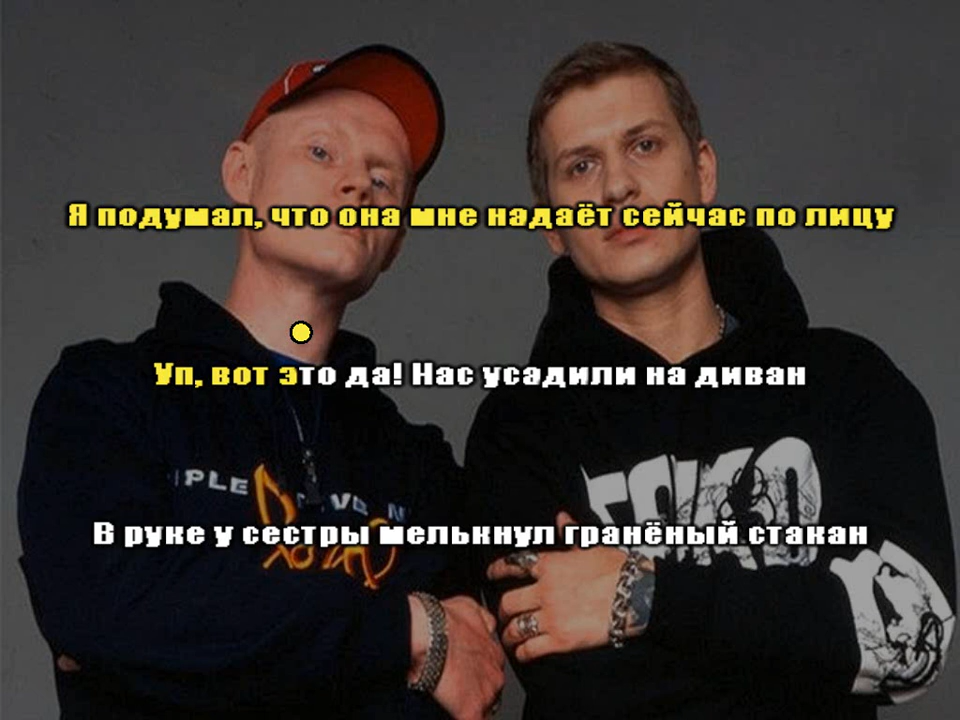 Я подумал, что она мне надаёт сейчас по лицу
Уп, вот это да! Нас усадили на диван
В руке у сестры мелькнул гранёный стакан